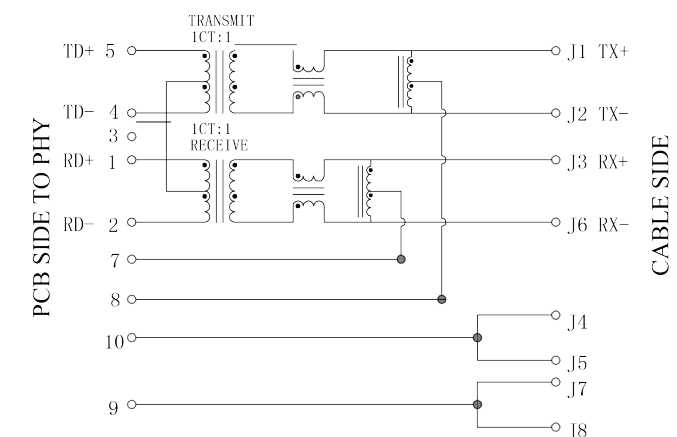 TRANSMIT
1CT:1
TD+ 5
J1 TX+
TD- 4
J2 TX-
3
1CT:1
RECEIVE
RD+ 1
J3 RX+
RD- 2
J6 RX-
7
8
10
J4
J5
9
J7
J8
PCB SIDE TO PHY
CABLE SIDE